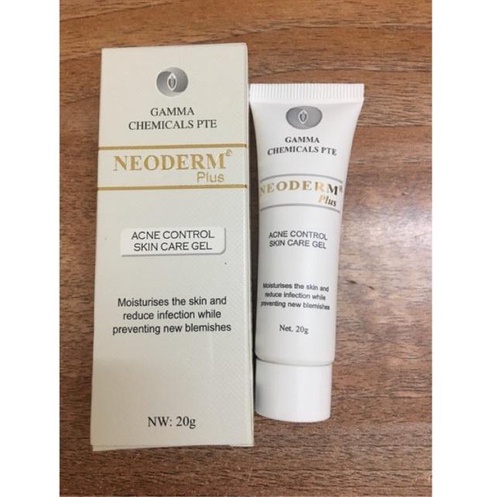 GAMMA
CHEMICALS PTE
NEODERM®
Plus
ACNE CONTROL
SKIN CARE GEL
Moisturises the skin and
reduce infection while
preventing new blemishes
NW: 20g
GAMMA
CHEMICALS PTE
NEODERM®
Plus
ACNE CONTROL
SKIN CARE GEL
Moisturises the skin and
reduce infection while
preventing new blemishes
Net. 20g